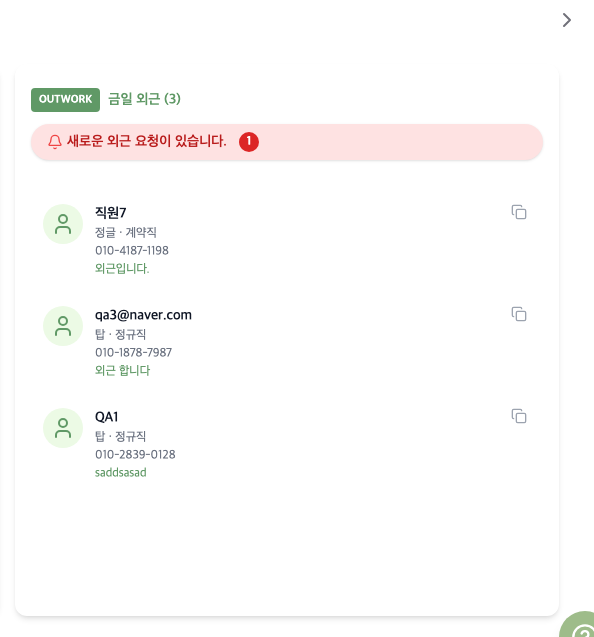 OUTWORK 금일 외근 (3)
새로운 외근 요청이 있습니다. 1
직원7
정글 · 계약직
010-4187-1198
외근입니다.
qa3@naver.com
탑 · 정규직
010-1878-7987
외근 합니다
QA1
탑 · 정규직
010-2839-0128
saddsasad